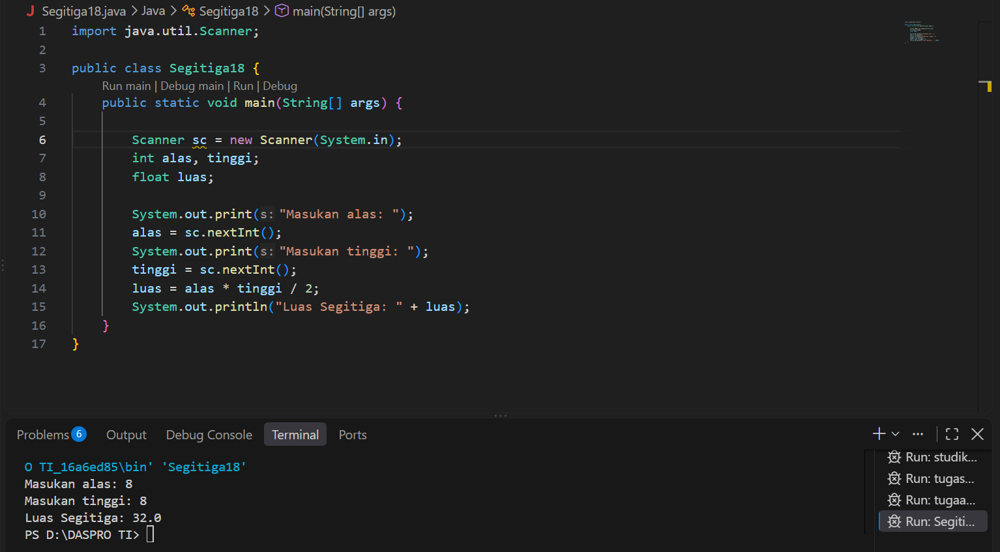 Segitiga18.java > Java > Segitiga18 > main(String[] args)
1 import java.util.Scanner;
2
3 public class Segitiga18 {
Run main | Debug main | Run | Debug
4 public static void main(String[] args) {
5
6 Scanner sc = new Scanner(System.in);
7 int alas, tinggi;
8 float luas;
9
10 System.out.print(s: "Masukan alas: ");
11 alas = sc.nextInt();
12 System.out.print(s: "Masukan tinggi: ");
13 tinggi = sc.nextInt();
14 luas = alas * tinggi / 2;
15 System.out.println("Luas Segitiga: " + luas);
16 }
17 }
Problems 6 Output Debug Console Terminal Ports
O TI_16a6ed85\bin' 'Segitiga18'
Masukan alas: 8
Masukan tinggi: 8
Luas Segitiga: 32.0
PS D:\DASPRO TI>
Run: studik...
Run: tugas...
Run: tugaa...
Run: Segiti...